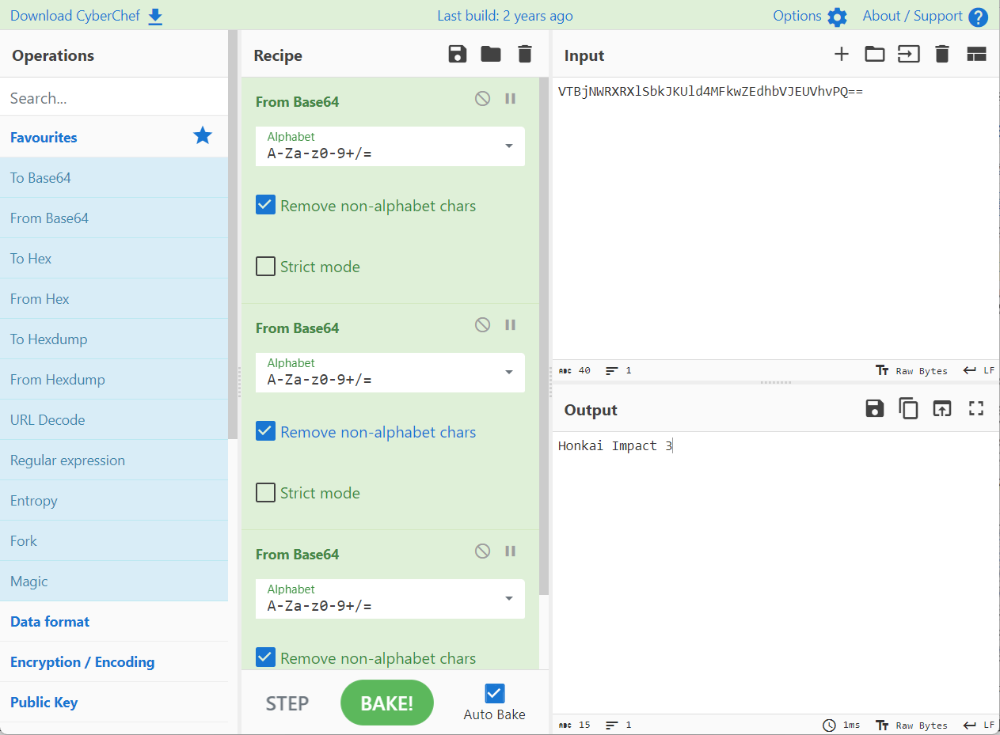 Download CyberChef
Last build: 2 years ago
Options
About / Support
Operations
Search...
Favourites
To Base64
From Base64
To Hex
From Hex
To Hexdump
From Hexdump
URL Decode
Regular expression
Entropy
Fork
Magic
Data format
Encryption / Encoding
Public Key
Recipe
From Base64
Alphabet
A-Za-z0-9+/=
Remove non-alphabet chars
Strict mode
From Base64
Alphabet
A-Za-z0-9+/=
Remove non-alphabet chars
Strict mode
From Base64
Alphabet
A-Za-z0-9+/=
Remove non-alphabet chars
STEP
BAKE!
Auto Bake
Input
VTBjNWRXRXlSbkJKUld4MFkwZEdhbVJEUVhvPQ==
ABC 40 1
Raw Bytes
LF
Output
Honkai Impact 3
ABC 15 1
1ms
Raw Bytes
LF